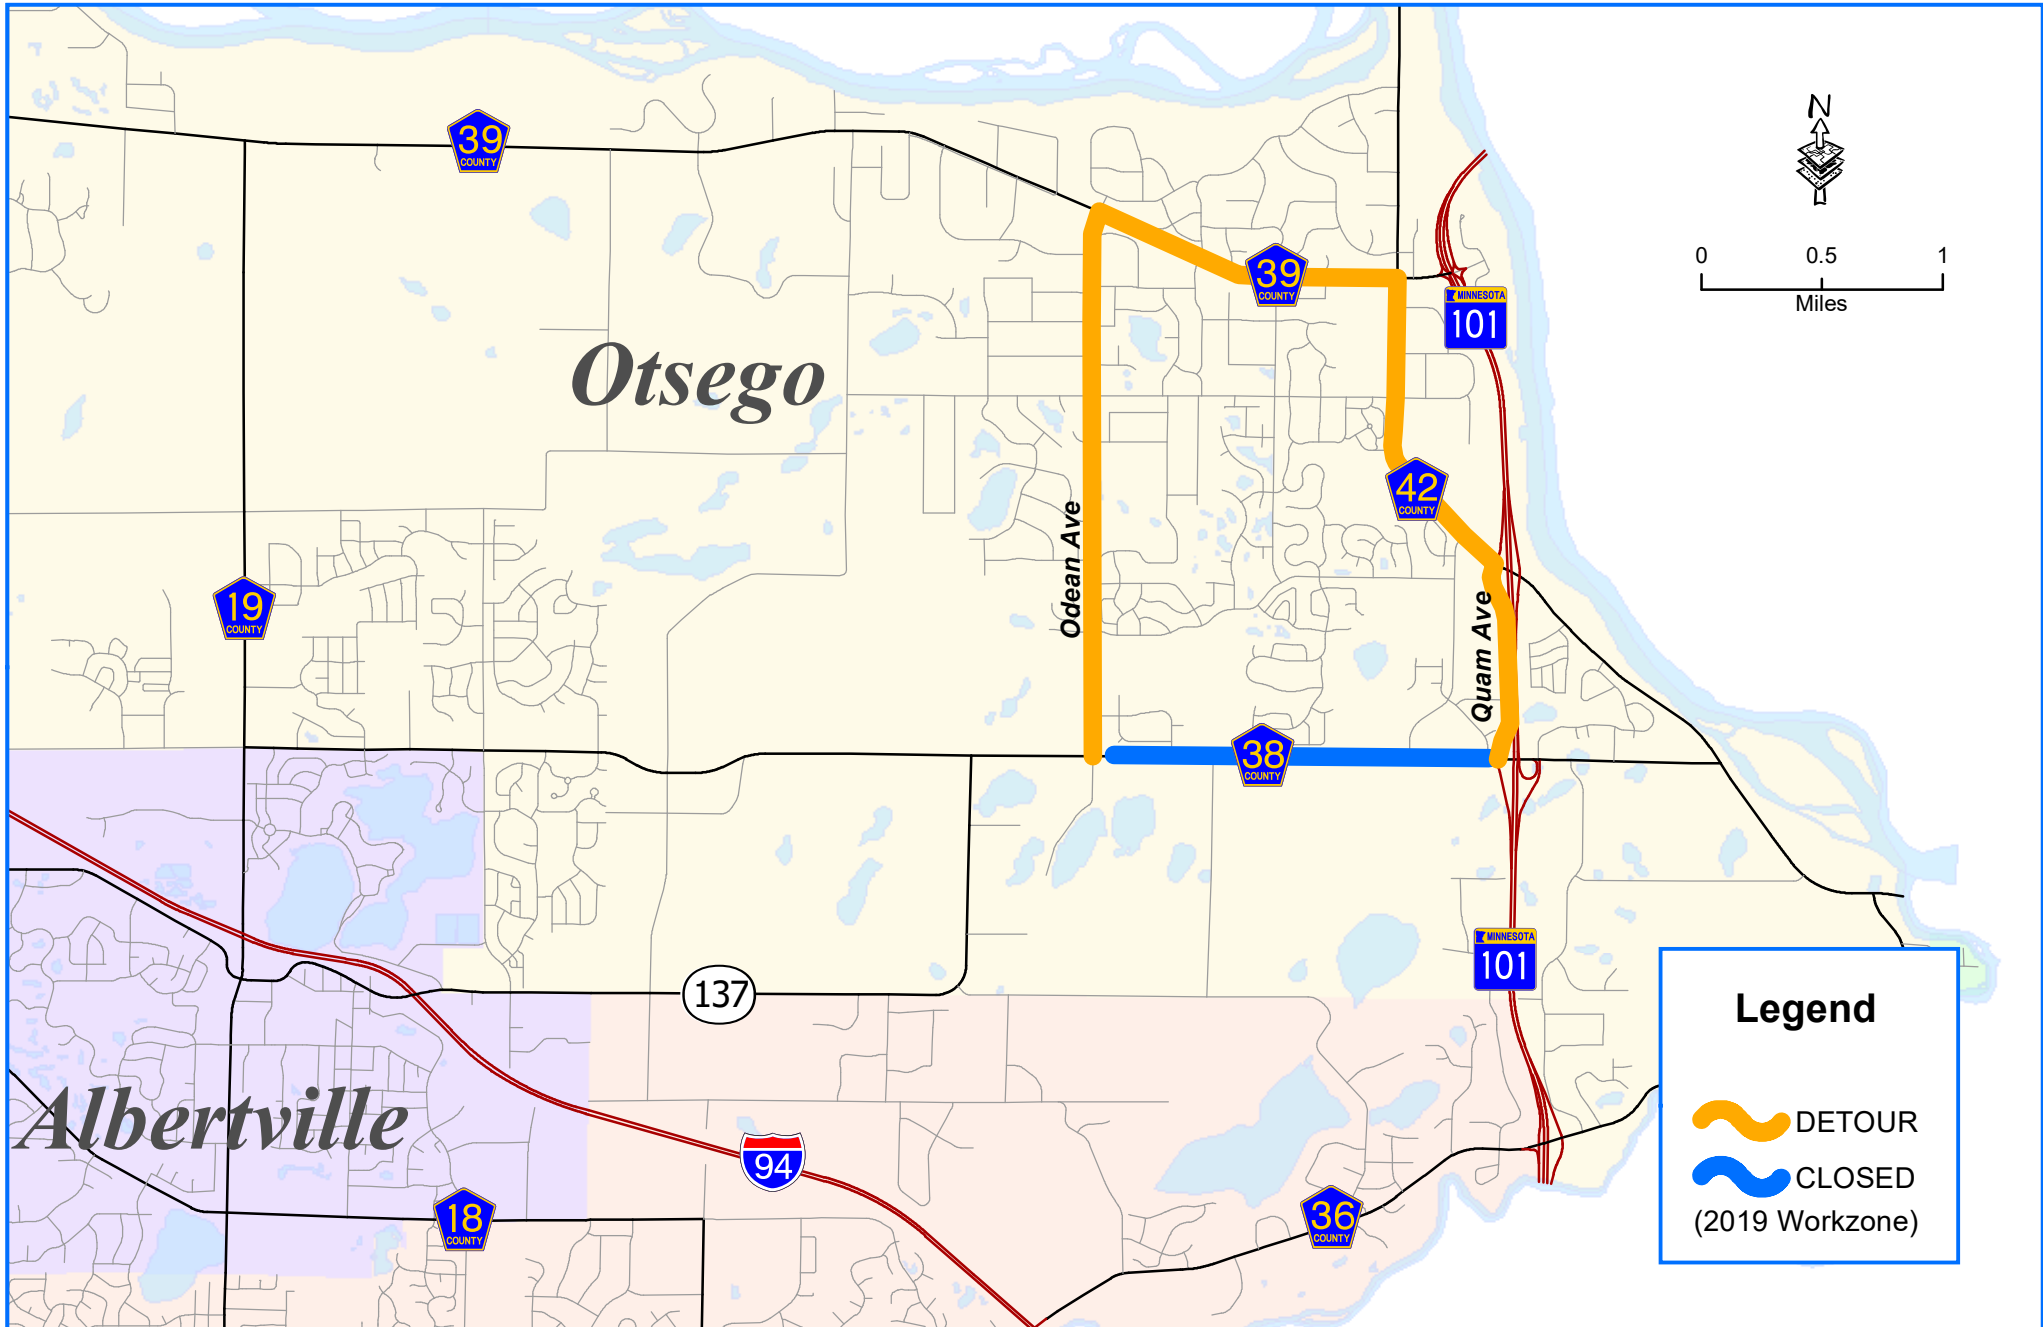 N
0 0.5 1
Miles
39
COUNTY
39
COUNTY
MINNESOTA
101
Otsego
42
COUNTY
Odean Ave
Quam Ave
19
COUNTY
38
COUNTY
MINNESOTA
101
137
Albertville
94
18
COUNTY
36
COUNTY
Legend
DETOUR
CLOSED
(2019 Workzone)